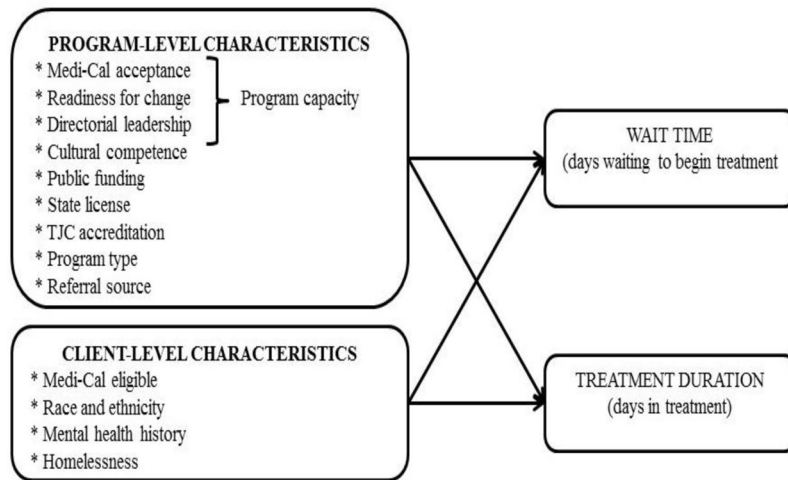 PROGRAM-LEVEL CHARACTERISTICS
* Medi-Cal acceptance
* Readiness for change
* Directorial leadership
* Cultural competence
Program capacity
* Public funding
* State license
* TJC accreditation
* Program type
* Referral source
CLIENT-LEVEL CHARACTERISTICS
* Medi-Cal eligible
* Race and ethnicity
* Mental health history
* Homelessness
WAIT TIME
(days waiting to begin treatment
TREATMENT DURATION
(days in treatment)